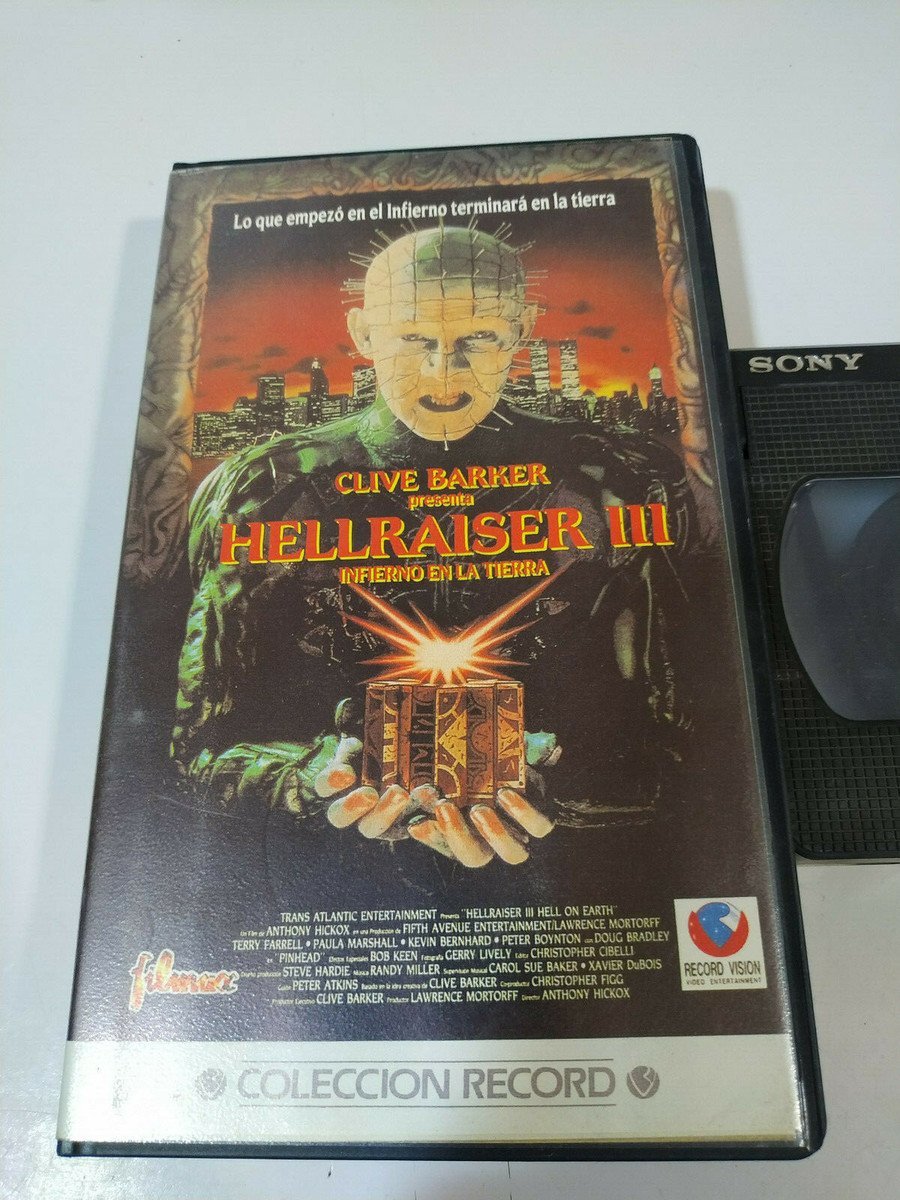 Lo que empezó en el Infierno terminará en la tierra
SONY
CLIVE BARKER
presenta
HELLRAISER III
INFIERNO EN LA TIERRA
TRANS ATLANTIC ENTERTAINMENT Presenta "HELLRAISER III HELL ON EARTH"
Un Film de ANTHONY HICKOX en una Producción de FIFTH AVENUE ENTERTAINMENT/LAWRENCE MORTORFF
TERRY FARRELL • PAULA MARSHALL • KEVIN BERNHARD • PETER BOYNTON con DOUG BRADLEY
en "PINHEAD" Efectos Especiales BOB KEEN Fotografía GERRY LIVELY Editor CHRISTOPHER CIBELLI
Diseño producción STEVE HARDIE Música RANDY MILLER Supervisión Musical CAROL SUE BAKER • XAVIER DuBOIS
Guión PETER ATKINS Basado en la idea creativa de CLIVE BARKER Coproductor CHRISTOPHER FIGG
Productor Ejecutivo CLIVE BARKER Productor LAWRENCE MORTORFF Director ANTHONY HICKOX
filmax
RECORD VISION
VIDEO ENTERTAINMENT
COLECCION RECORD